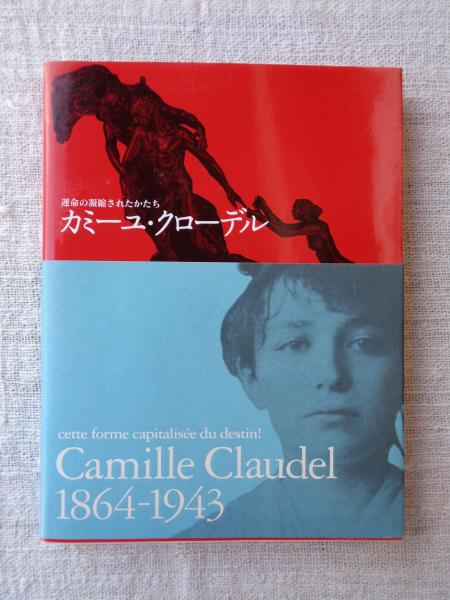 運命の凝縮されたかたち
カミーユ・クローデル
cette forme capitalisée du destin!
Camille Claudel
1864-1943